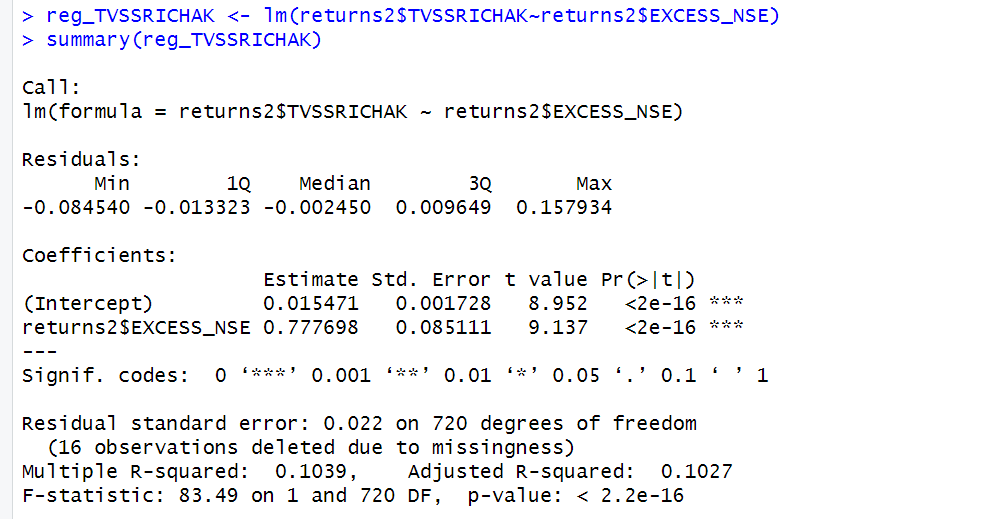 > reg_TVSSRICHAK <- lm(returns2$TVSSRICHAK~returns2$EXCESS_NSE)
> summary(reg_TVSSRICHAK)
Call:
lm(formula = returns2$TVSSRICHAK ~ returns2$EXCESS_NSE)
Residuals:
      Min        1Q    Median        3Q       Max
-0.084540 -0.013323 -0.002450  0.009649  0.157934
Coefficients:
                    Estimate Std. Error t value Pr(>|t|)
(Intercept)         0.015471   0.001728   8.952   <2e-16 ***
returns2$EXCESS_NSE 0.777698   0.085111   9.137   <2e-16 ***
---
Signif. codes:  0 ‘***’ 0.001 ‘**’ 0.01 ‘*’ 0.05 ‘.’ 0.1 ‘ ’ 1
Residual standard error: 0.022 on 720 degrees of freedom
  (16 observations deleted due to missingness)
Multiple R-squared:  0.1039,    Adjusted R-squared:  0.1027
F-statistic: 83.49 on 1 and 720 DF,  p-value: < 2.2e-16